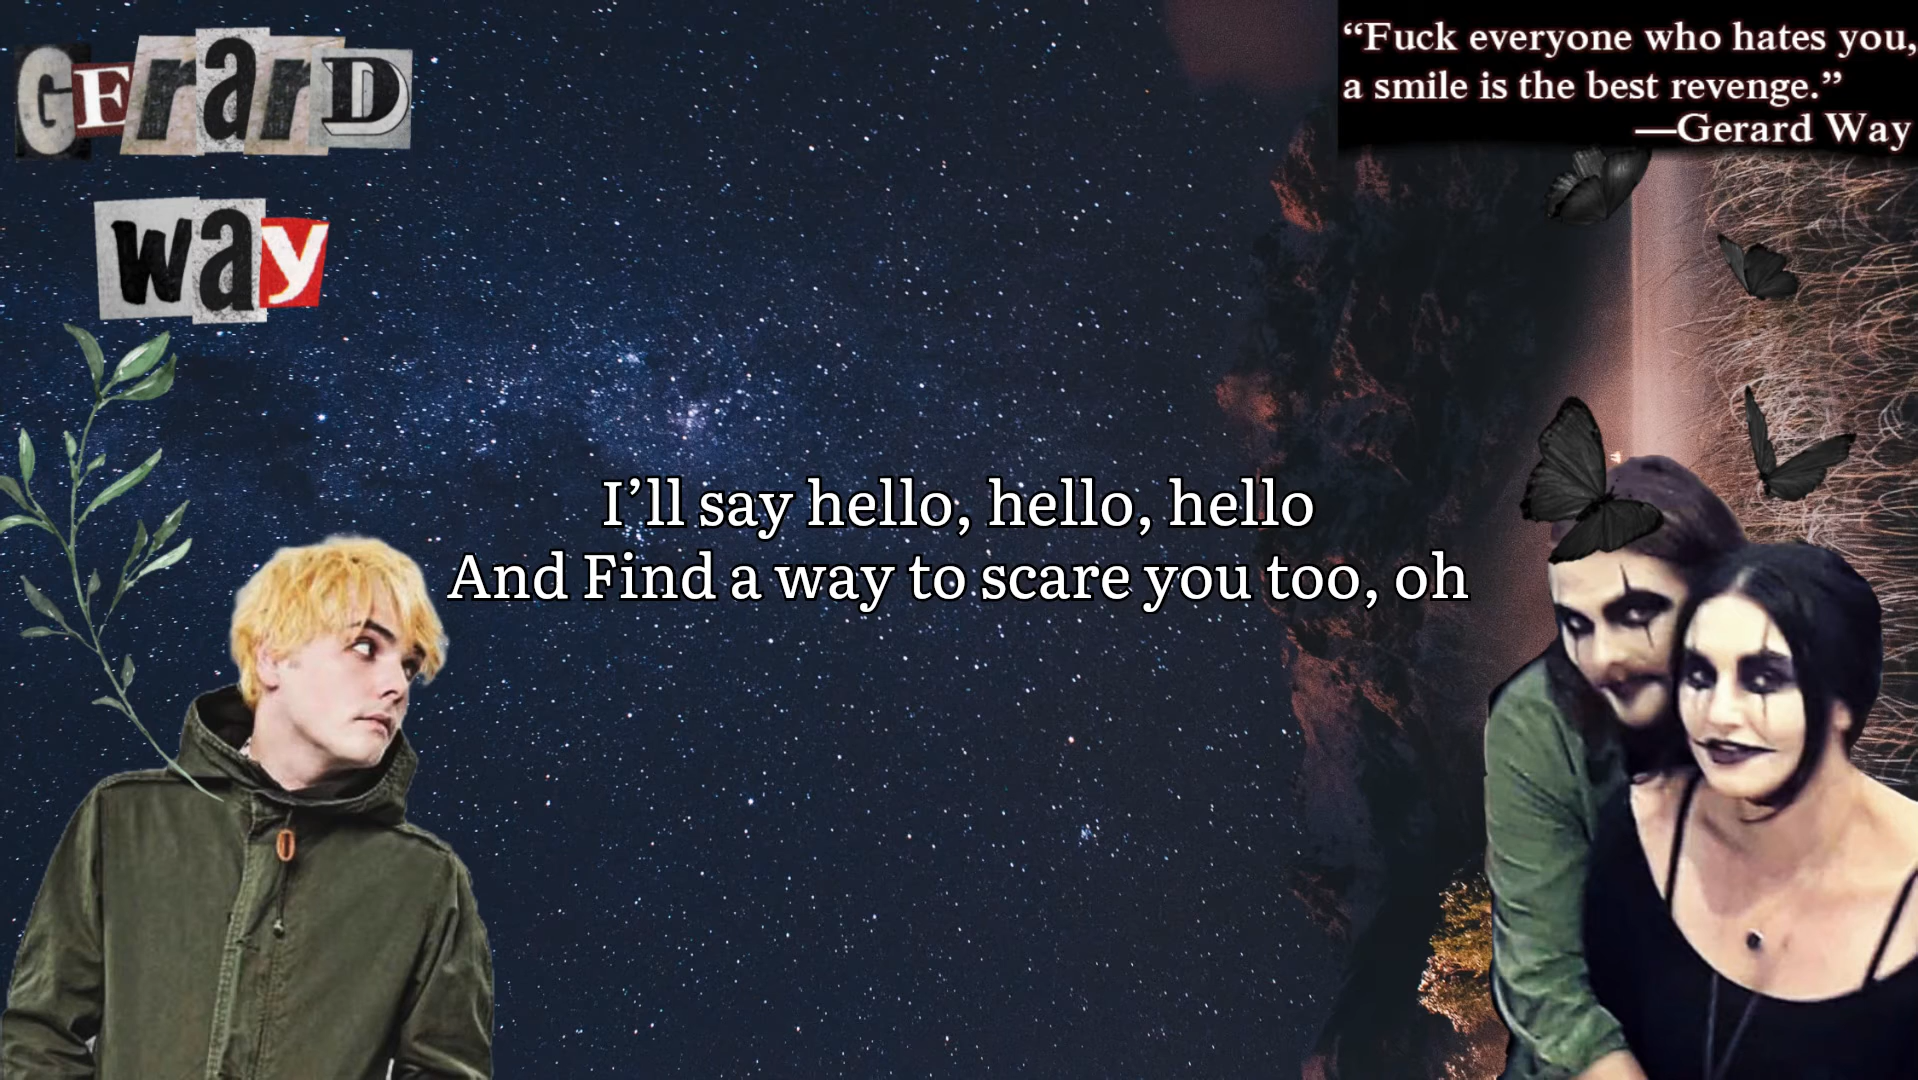 GErarD
way
“Fuck everyone who hates you,
a smile is the best revenge.”
—Gerard Way
I’ll say hello, hello, hello
And Find a way to scare you too, oh